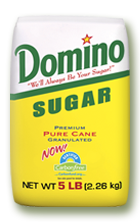 Domino
"We'll Always Be Your Sugar!"
SUGAR
PREMIUM
PURE CANE
GRANULATED
NOW!
NET WT 5 LB (2.26 kg)